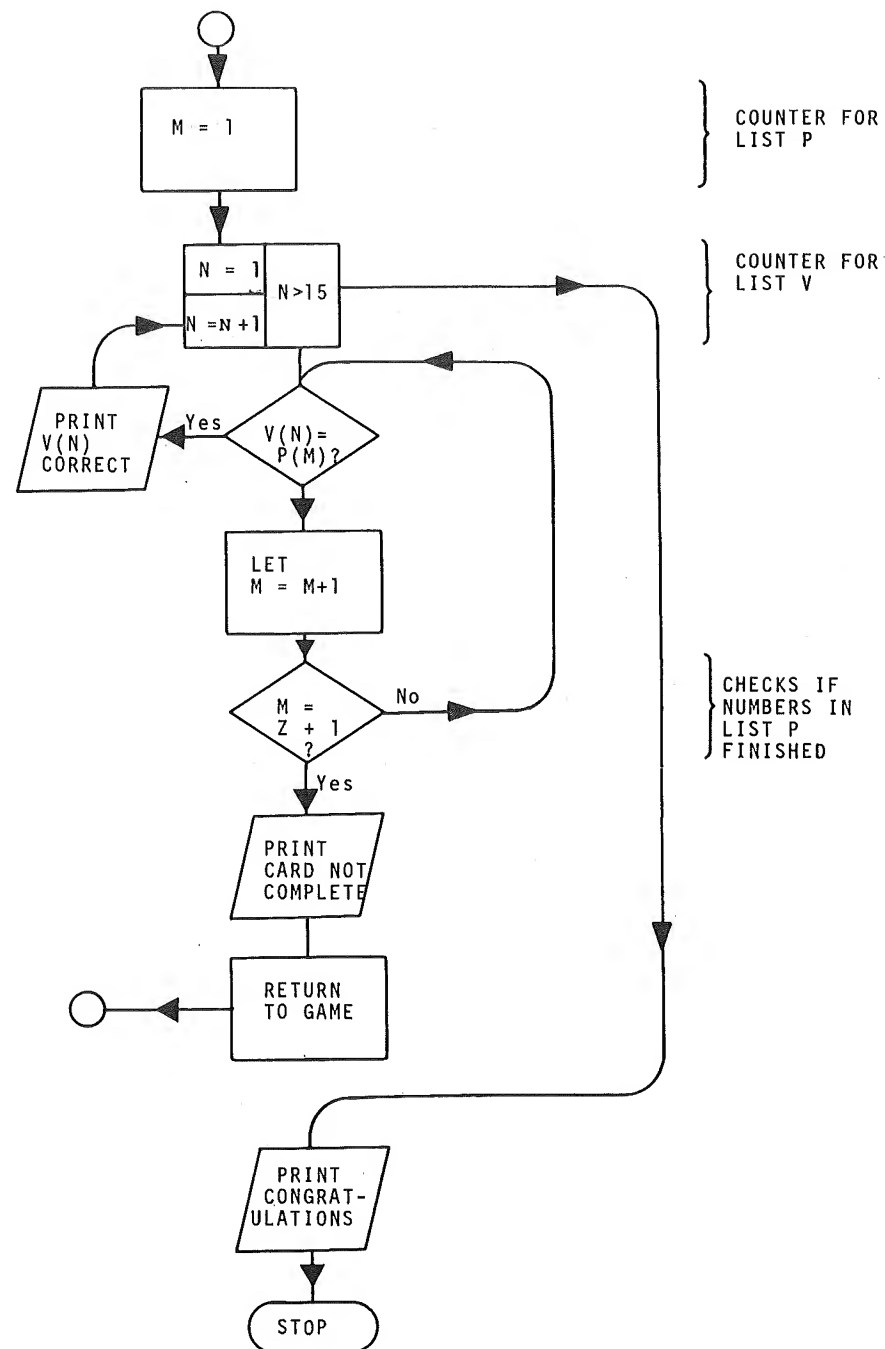 M = 1
COUNTER FOR
LIST P
N = 1
N =N +1
N>15
COUNTER FOR
LIST V
PRINT
V(N)
CORRECT
Yes
V(N)=
P(M)?
LET
M = M+1
M =
Z + 1
?
No
CHECKS IF
NUMBERS IN
LIST P
FINISHED
Yes
PRINT
CARD NOT
COMPLETE
RETURN
TO GAME
PRINT
CONGRAT-
ULATIONS
STOP